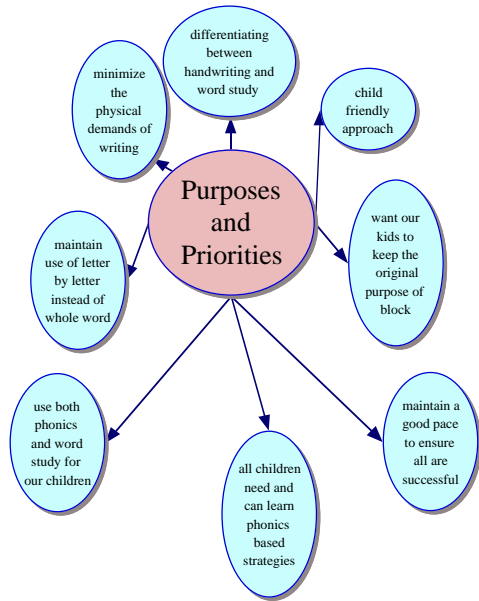 differentiating
between
handwriting and
word study
minimize
the
physical
demands of
writing
child
friendly
approach
Purposes
and
Priorities
want our
kids to
keep the
original
purpose of
block
maintain
use of letter
by letter
instead of
whole word
use both
phonics
and word
study for
our children
all children
need and
can learn
phonics
based
strategies
maintain a
good pace
to ensure
all are
successful